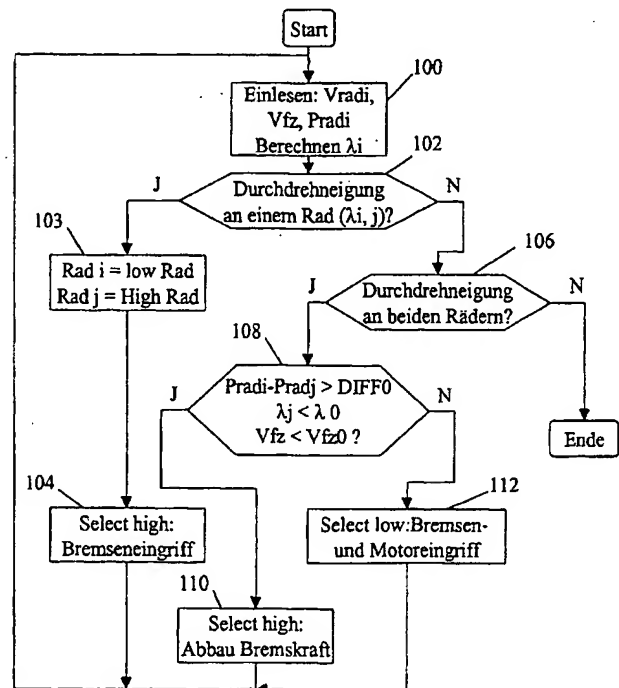 Start
100
Einlesen: Vradi,
Vfz, Pradi
Berechnen λi
102
J
Durchdrehneigung
an einem Rad (λi, j)?
N
103
Rad i = low Rad
Rad j = High Rad
106
J
Durchdrehneigung
an beiden Rädern?
N
108
J
Pradi-Pradj > DIFF0
λj < λ 0
Vfz < Vfz0 ?
N
Ende
104
Select high:
Bremseneingriff
112
Select low:Bremsen-
und Motoreingriff
110
Select high:
Abbau Bremskraft